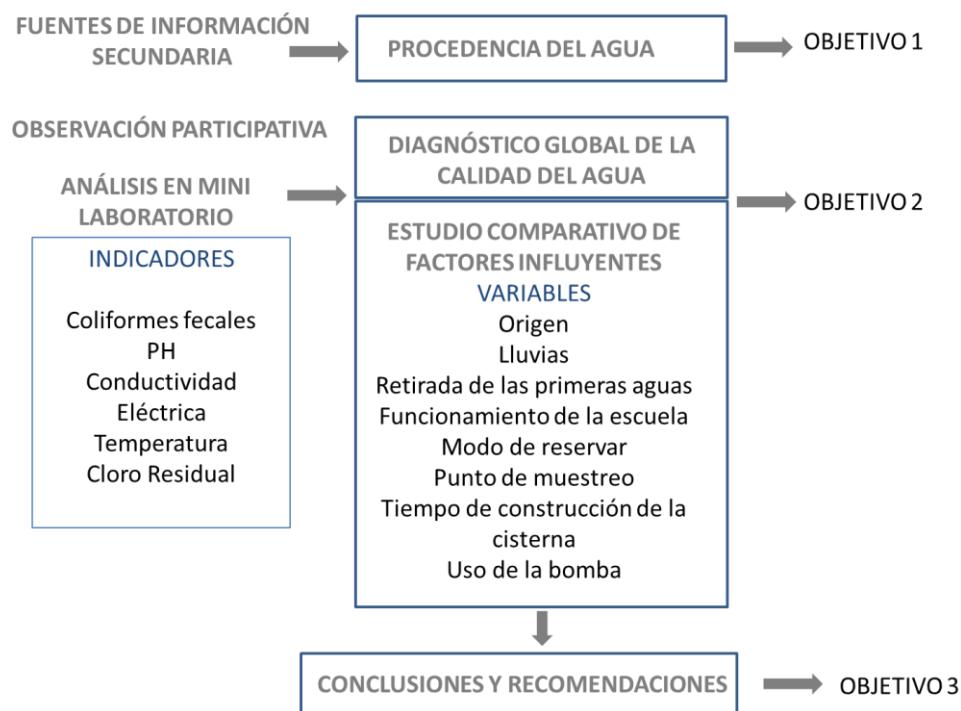 FUENTES DE INFORMACIÓN
SECUNDARIA
PROCEDENCIA DEL AGUA
OBJETIVO 1
OBSERVACIÓN PARTICIPATIVA
ANÁLISIS EN MINI
LABORATORIO
INDICADORES
Coliformes fecales
PH
Conductividad
Eléctrica
Temperatura
Cloro Residual
DIAGNÓSTICO GLOBAL DE LA
CALIDAD DEL AGUA
OBJETIVO 2
ESTUDIO COMPARATIVO DE
FACTORES INFLUYENTES
VARIABLES
Origen
Lluvias
Retirada de las primeras aguas
Funcionamiento de la escuela
Modo de reservar
Punto de muestreo
Tiempo de construcción de la
cisterna
Uso de la bomba
CONCLUSIONES Y RECOMENDACIONES
OBJETIVO 3